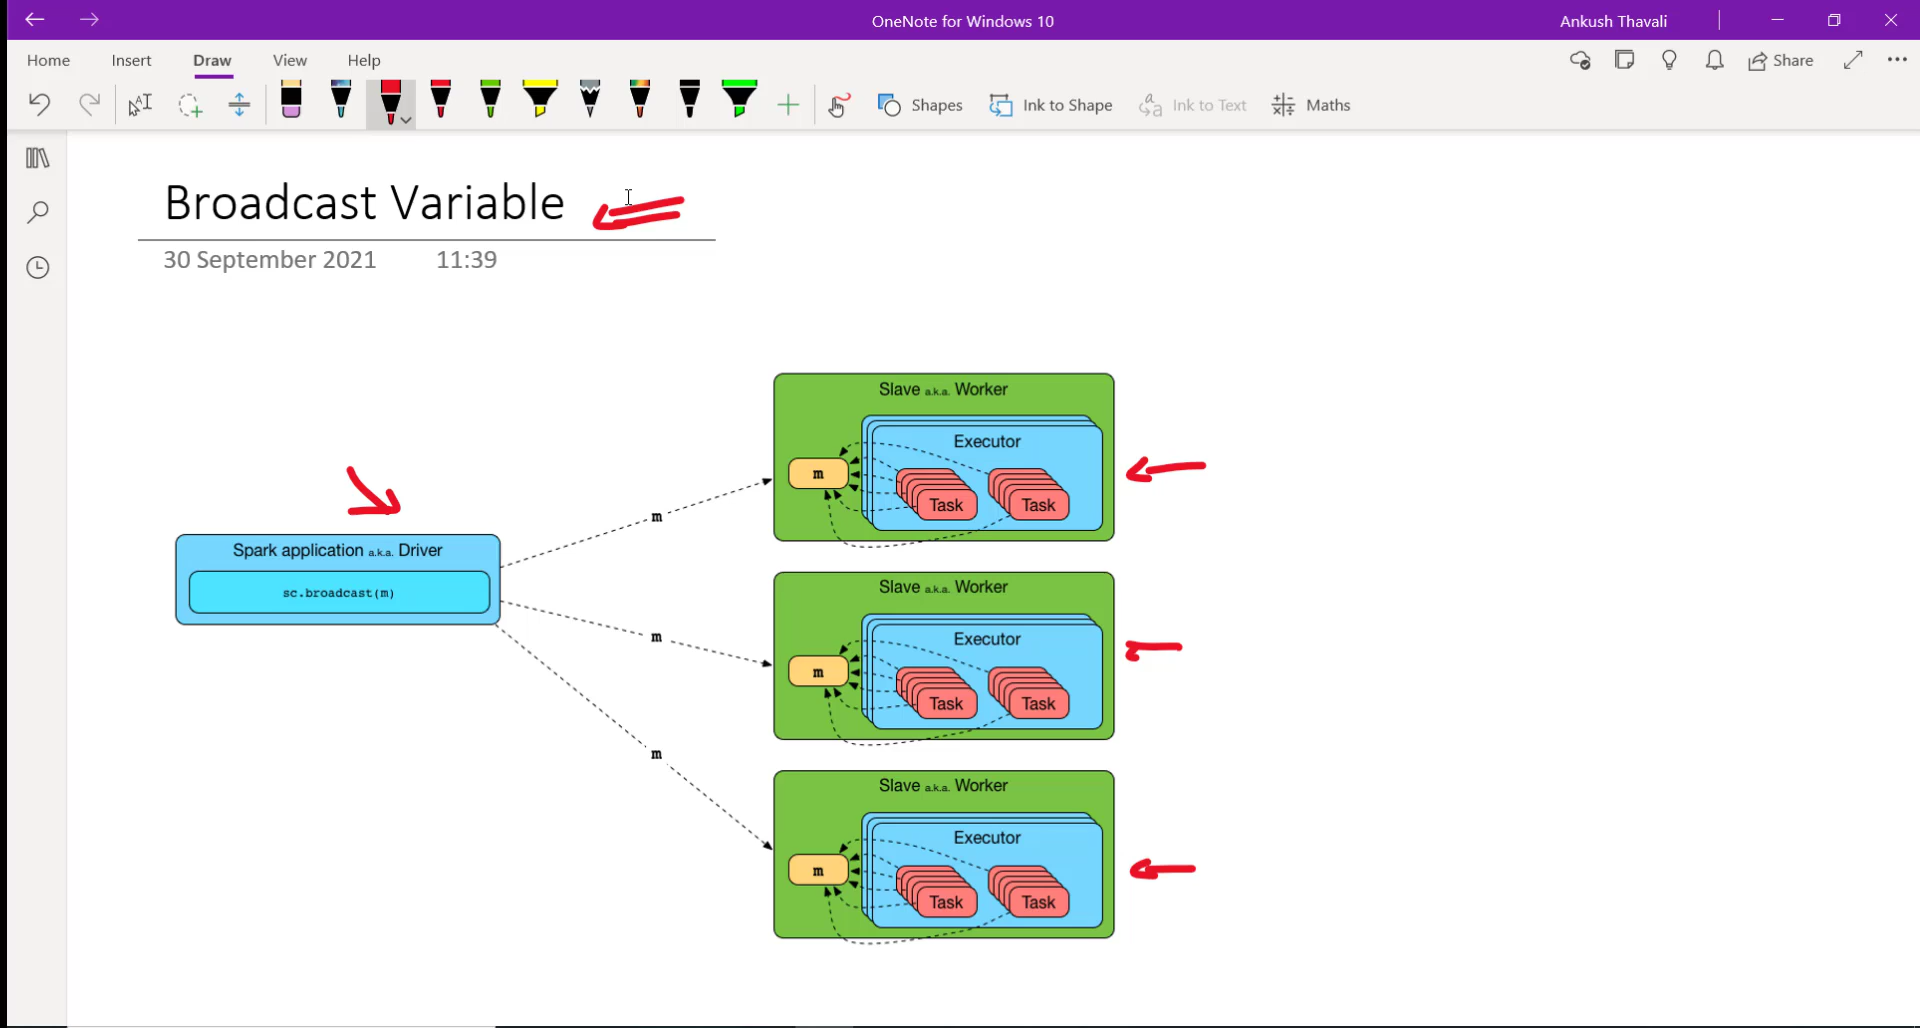 OneNote for Windows 10
Ankush Thavali
Home Insert Draw View Help
Share
Shapes Ink to Shape Ink to Text Maths
Broadcast Variable
30 September 2021 11:39
Slave a.k.a. Worker
Executor
m
Task Task
Spark application a.k.a. Driver
sc.broadcast(m)
m
m
m
Slave a.k.a. Worker
Executor
m
Task Task
Slave a.k.a. Worker
Executor
m
Task Task